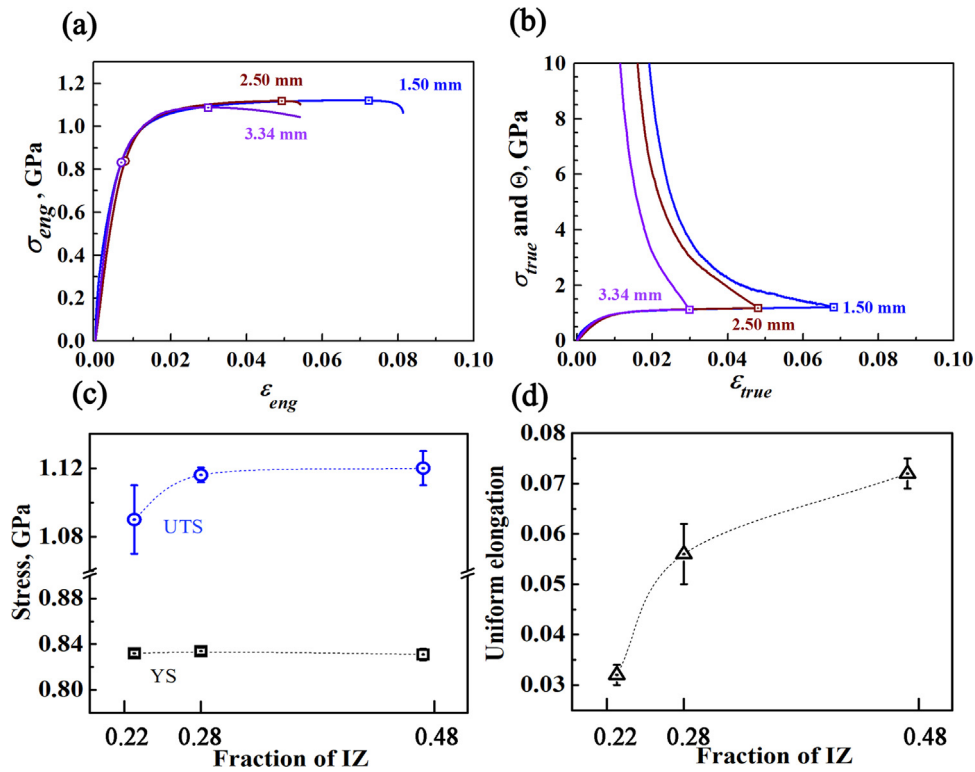 (a)
1.2
1.0
0.8
0.6
0.4
0.2
0.0
σeng, GPa
2.50 mm
1.50 mm
3.34 mm
0.00 0.02 0.04 0.06 0.08 0.10
εeng
(b)
10
8
6
4
2
0
σtrue and Θ, GPa
3.34 mm
2.50 mm
1.50 mm
0.00 0.02 0.04 0.06 0.08 0.10
εtrue
(c)
1.12
1.08
0.88
0.84
0.80
Stress, GPa
UTS
YS
0.22 0.28 0.48
Fraction of IZ
(d)
0.08
0.07
0.06
0.05
0.04
0.03
Uniform elongation
0.22 0.28 0.48
Fraction of IZ